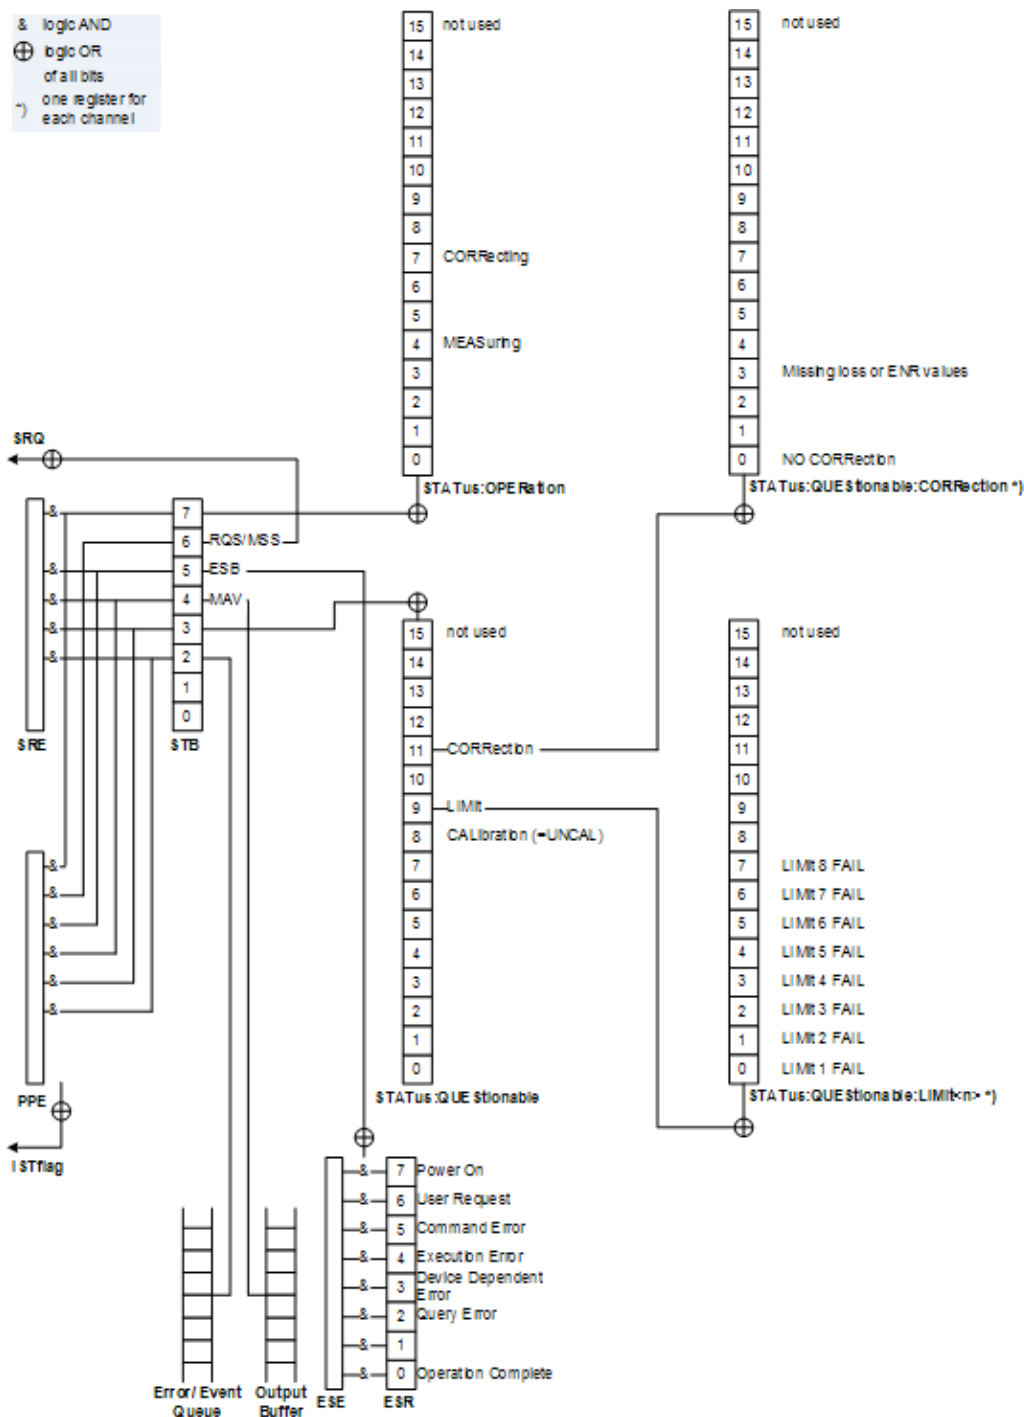 & logic AND
⊕ logic OR
of all bits
*) one register for
each channel
15 not used
14
13
12
11
10
9
8
7 CORRecting
6
5
4 MEASuring
3
2
1
0
STATus:OPERation
15 not used
14
13
12
11
10
9
8
7
6
5
4
3 Missing loss or ENR values
2
1
0 NO CORRection
STATus:QUEStionable:CORRection *)
SRQ
& 7
6 RQS/MSS
& 5 ESB
& 4 MAV
& 3
& 2
1
0
SRE STB
&
&
&
&
&
&
PPE
ISTflag
15 not used
14
13
12
11 CORRection
10
9 LIMit
8 CALibration (=UNCAL)
7
6
5
4
3
2
1
0
STATus:QUEStionable
15 not used
14
13
12
11
10
9
8
7 LIMit 8 FAIL
6 LIMit 7 FAIL
5 LIMit 6 FAIL
4 LIMit 5 FAIL
3 LIMit 4 FAIL
2 LIMit 3 FAIL
1 LIMit 2 FAIL
0 LIMit 1 FAIL
STATus:QUEStionable:LIMit<n> *)
& 7 Power On
& 6 User Request
& 5 Command Error
& 4 Execution Error
& 3 Device Dependent
Error
& 2 Query Error
& 1
& 0 Operation Complete
ESE ESR
Error/Event
Queue
Output
Buffer